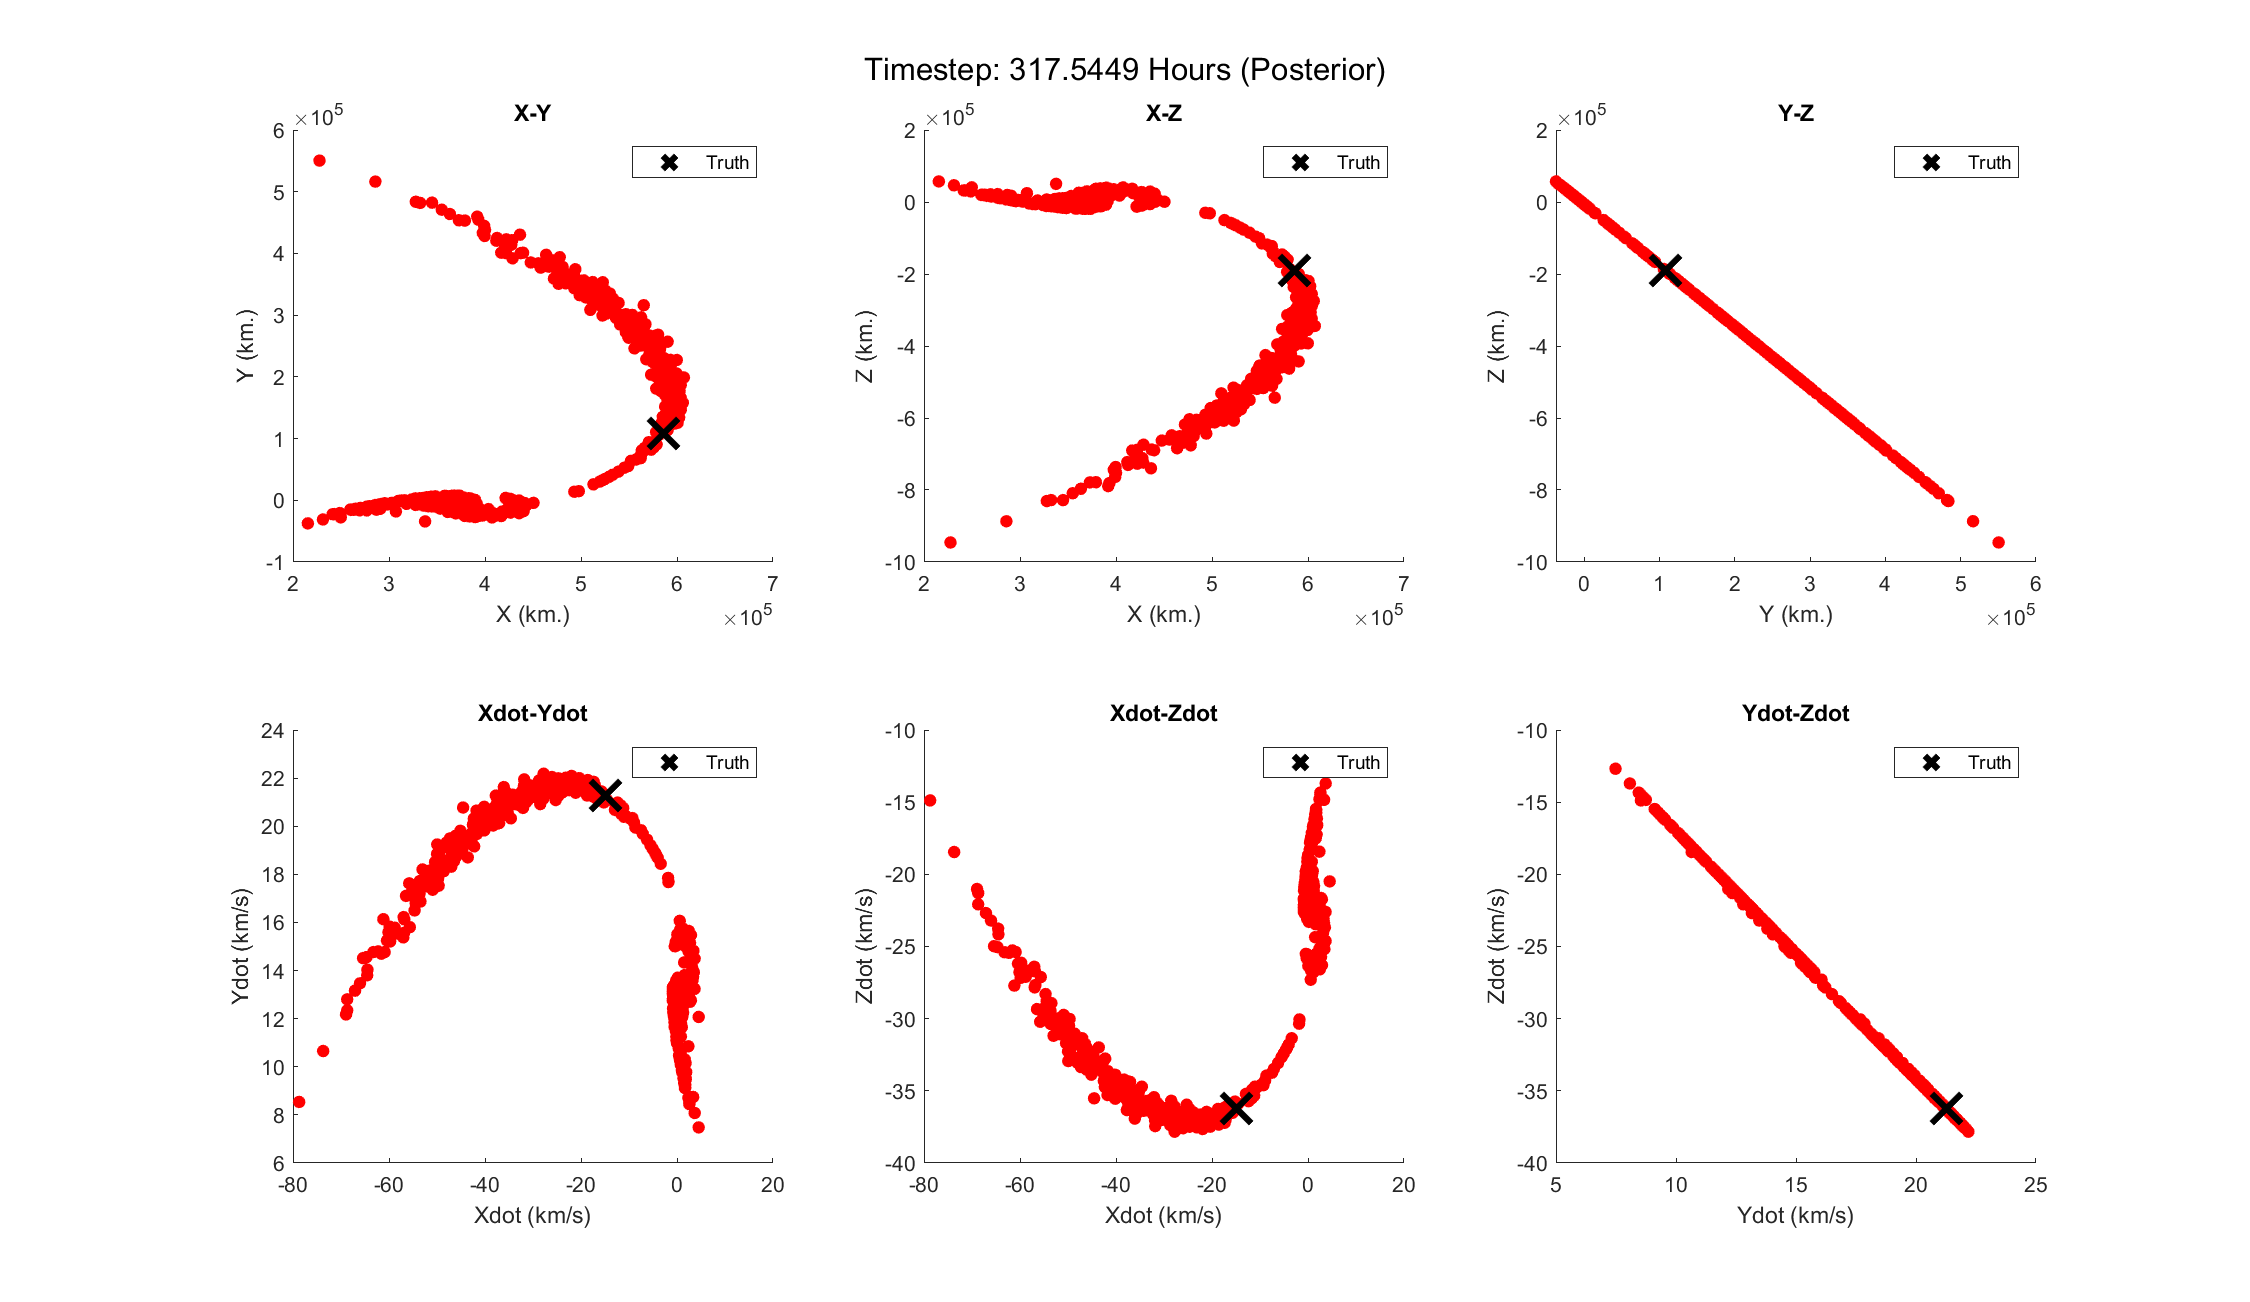 Timestep: 317.5449 Hours (Posterior)
X-Y
×10^5
6
5
4
3
2
1
0
-1
Y (km.)
2 3 4 5 6 7
X (km.)
×10^5
Truth
X-Z
×10^5
2
0
-2
-4
-6
-8
-10
Z (km.)
2 3 4 5 6 7
X (km.)
×10^5
Truth
Y-Z
×10^5
2
0
-2
-4
-6
-8
-10
Z (km.)
0 1 2 3 4 5 6
Y (km.)
×10^5
Truth
Xdot-Ydot
24
22
20
18
16
14
12
10
8
6
Ydot (km/s)
-80 -60 -40 -20 0 20
Xdot (km/s)
Truth
Xdot-Zdot
-10
-15
-20
-25
-30
-35
-40
Zdot (km/s)
-80 -60 -40 -20 0 20
Xdot (km/s)
Truth
Ydot-Zdot
-10
-15
-20
-25
-30
-35
-40
Zdot (km/s)
5 10 15 20 25
Ydot (km/s)
Truth